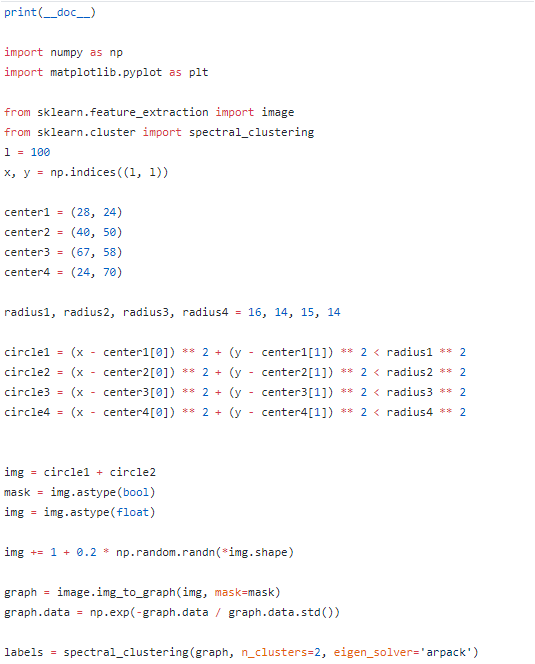 print(__doc__)
import numpy as np
import matplotlib.pyplot as plt
from sklearn.feature_extraction import image
from sklearn.cluster import spectral_clustering
l = 100
x, y = np.indices((l, l))
center1 = (28, 24)
center2 = (40, 50)
center3 = (67, 58)
center4 = (24, 70)
radius1, radius2, radius3, radius4 = 16, 14, 15, 14
circle1 = (x - center1[0]) ** 2 + (y - center1[1]) ** 2 < radius1 ** 2
circle2 = (x - center2[0]) ** 2 + (y - center2[1]) ** 2 < radius2 ** 2
circle3 = (x - center3[0]) ** 2 + (y - center3[1]) ** 2 < radius3 ** 2
circle4 = (x - center4[0]) ** 2 + (y - center4[1]) ** 2 < radius4 ** 2
img = circle1 + circle2
mask = img.astype(bool)
img = img.astype(float)
img += 1 + 0.2 * np.random.randn(*img.shape)
graph = image.img_to_graph(img, mask=mask)
graph.data = np.exp(-graph.data / graph.data.std())
labels = spectral_clustering(graph, n_clusters=2, eigen_solver='arpack')